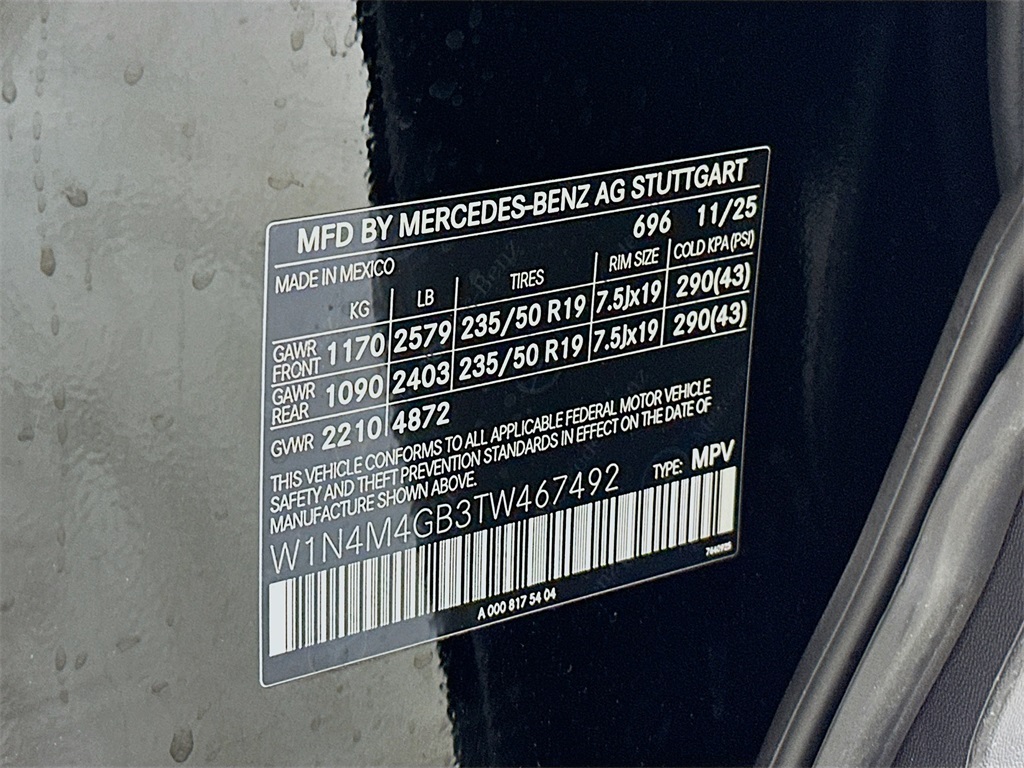 MFD BY MERCEDES-BENZ AG STUTTGART
MADE IN MEXICO 696 11/25
KG LB TIRES RIM SIZE COLD KPA(PSI)
GAWR FRONT 1170 2579 235/50 R19 7.5Jx19 290(43)
GAWR REAR 1090 2403 235/50 R19 7.5Jx19 290(43)
GVWR 2210 4872
THIS VEHICLE CONFORMS TO ALL APPLICABLE FEDERAL MOTOR VEHICLE
SAFETY AND THEFT PREVENTION STANDARDS IN EFFECT ON THE DATE OF
MANUFACTURE SHOWN ABOVE.
TYPE: MPV
W1N4M4GB3TW467492
7440925
A 000 817 54 04